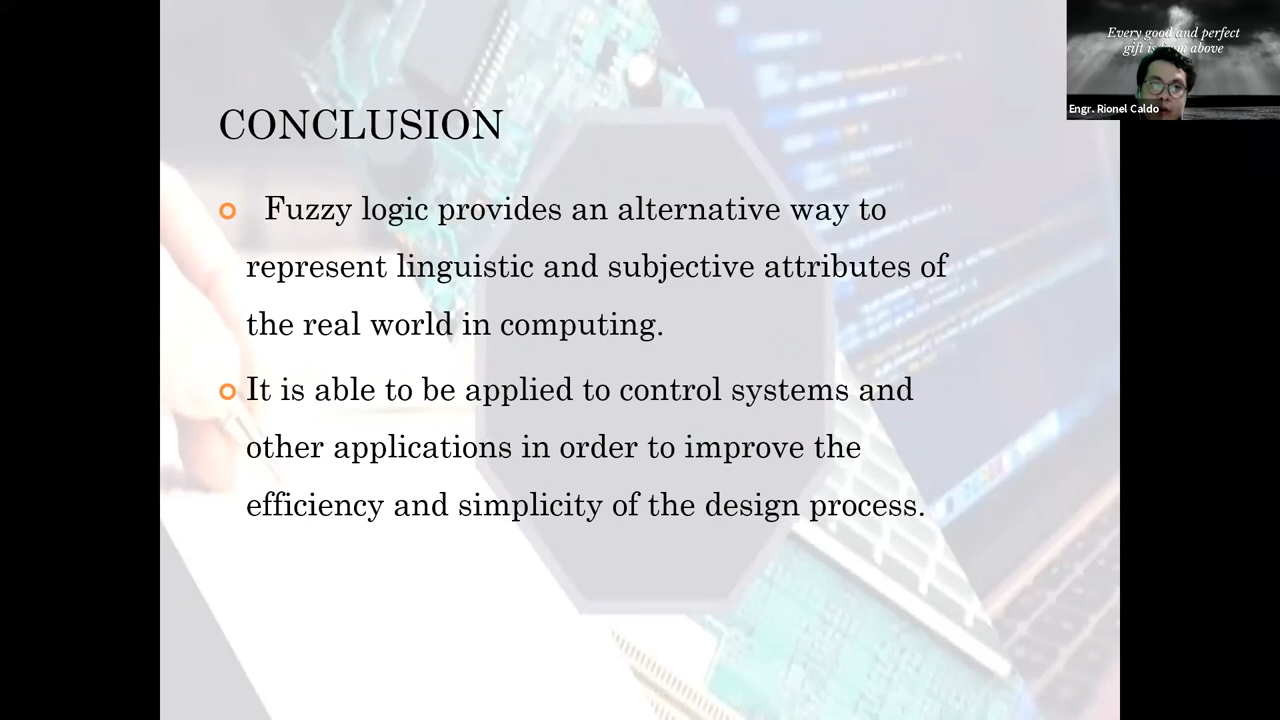 CONCLUSION
Fuzzy logic provides an alternative way to
represent linguistic and subjective attributes of
the real world in computing.
It is able to be applied to control systems and
other applications in order to improve the
efficiency and simplicity of the design process.
Every good and perfect
gift is from above
Engr. Rionel Caldo